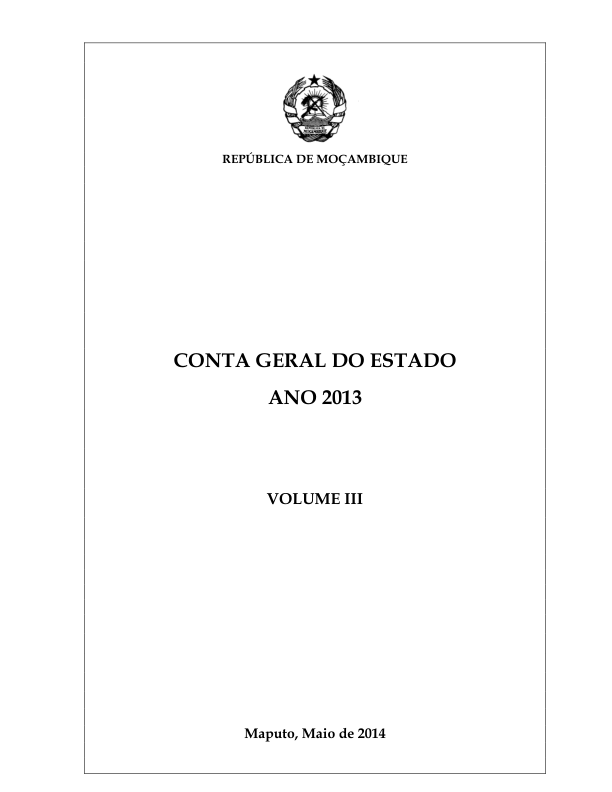 REPÚBLICA DE MOÇAMBIQUE
CONTA GERAL DO ESTADO
ANO 2013
VOLUME III
Maputo, Maio de 2014